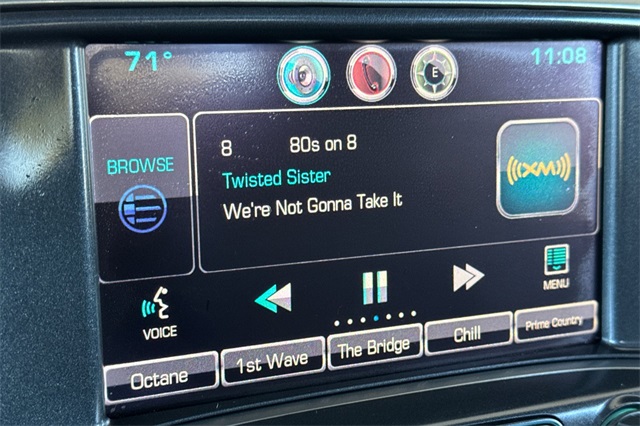 71°
E
11:08
BROWSE
8 80s on 8
Twisted Sister
We're Not Gonna Take It
((XM))
VOICE
MENU
Octane
1st Wave
The Bridge
Chill
Prime Country